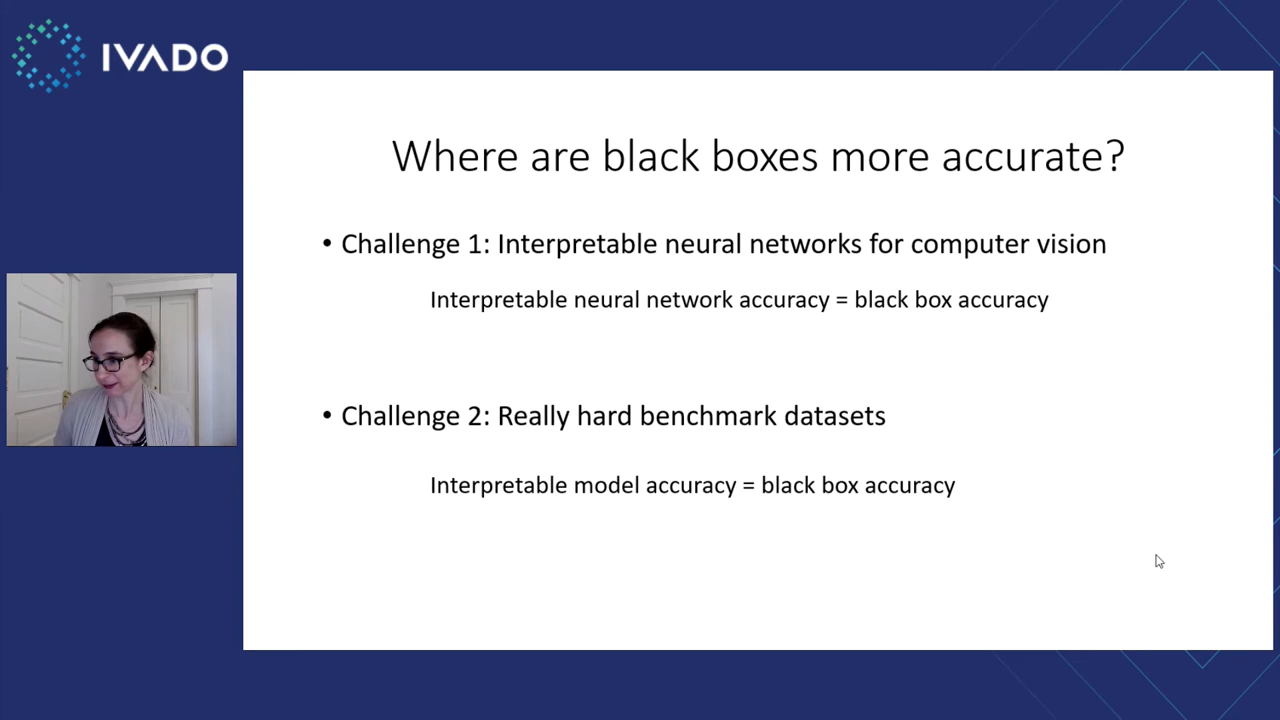 IVADO
Where are black boxes more accurate?
• Challenge 1: Interpretable neural networks for computer vision
Interpretable neural network accuracy = black box accuracy
• Challenge 2: Really hard benchmark datasets
Interpretable model accuracy = black box accuracy